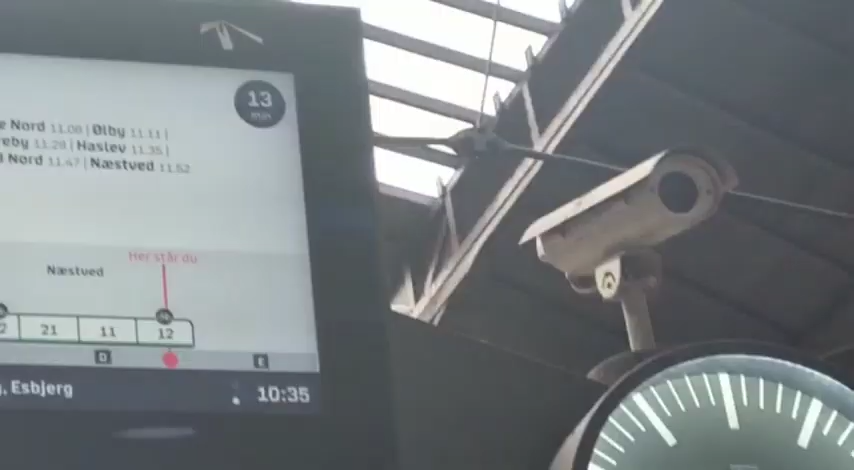 13
min
e Nord 11.08 | Ølby 11.11 |
eby 11.28 | Haslev 11.35 |
Nord 11.47 | Næstved 11.52
Her står du
Næstved
2 21 11 12
D E
, Esbjerg 10:35